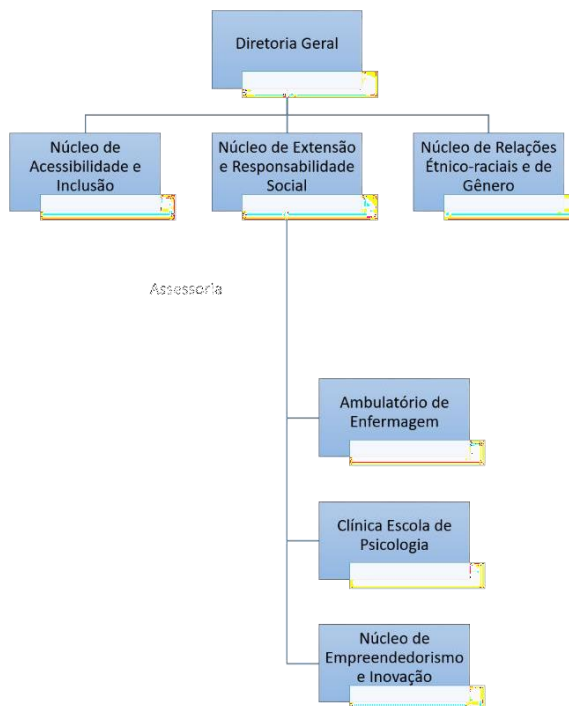 Diretoria Geral
Núcleo de
Acessibilidade e
Inclusão
Núcleo de Extensão
e Responsabilidade
Social
Núcleo de Relações
Étnico-raciais e de
Gênero
Assessoria
Ambulatório de
Enfermagem
Clínica Escola de
Psicologia
Núcleo de
Empreendedorismo
e Inovação